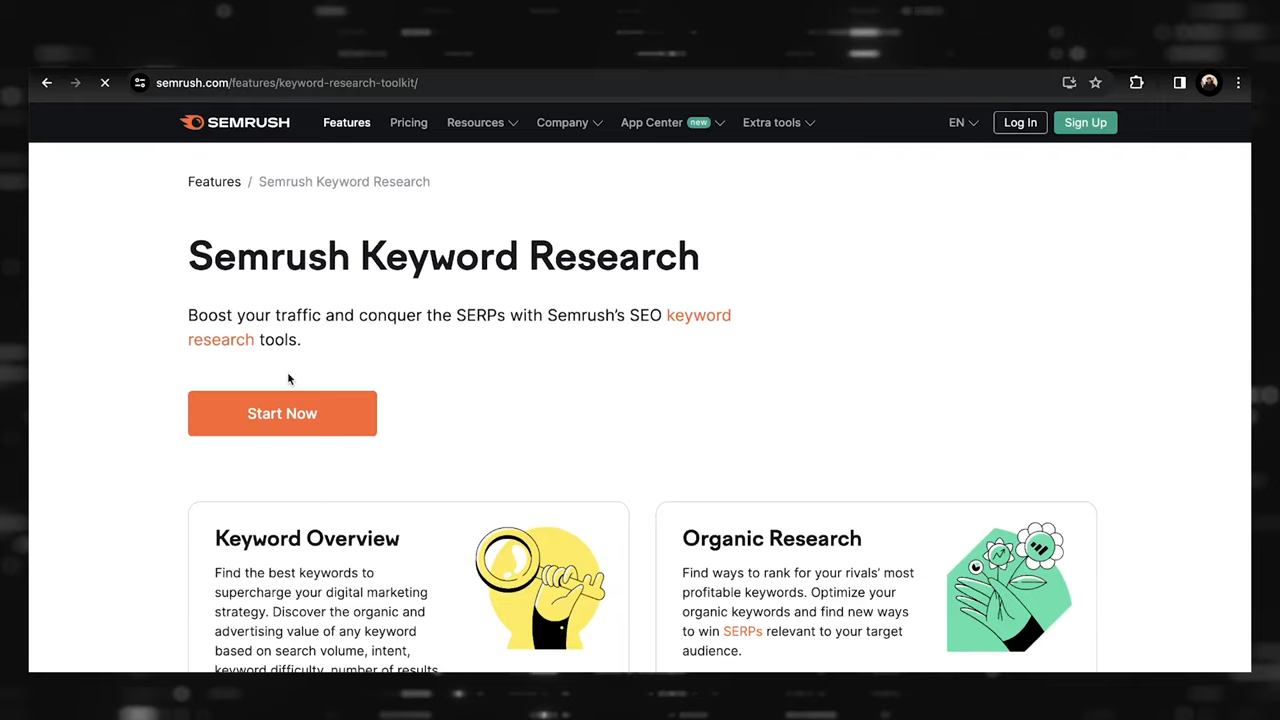 semrush.com/features/keyword-research-toolkit/
SEMRUSH Features Pricing Resources Company App Center new Extra tools EN Log In Sign Up
Features / Semrush Keyword Research
Semrush Keyword Research
Boost your traffic and conquer the SERPs with Semrush's SEO keyword
research tools.
Start Now
Keyword Overview
Find the best keywords to
supercharge your digital marketing
strategy. Discover the organic and
advertising value of any keyword
based on search volume, intent,
keyword difficulty, number of results
Organic Research
Find ways to rank for your rivals' most
profitable keywords. Optimize your
organic keywords and find new ways
to win SERPs relevant to your target
audience.